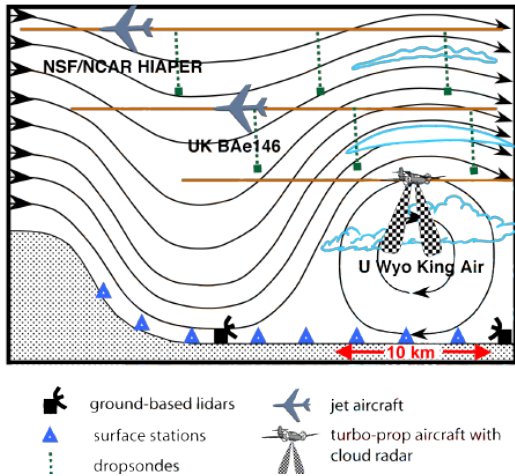 NSF/NCAR HIAPER
UK BAe146
U Wyo King Air
10 km
ground-based lidars
jet aircraft
surface stations
turbo-prop aircraft with
cloud radar
dropsondes